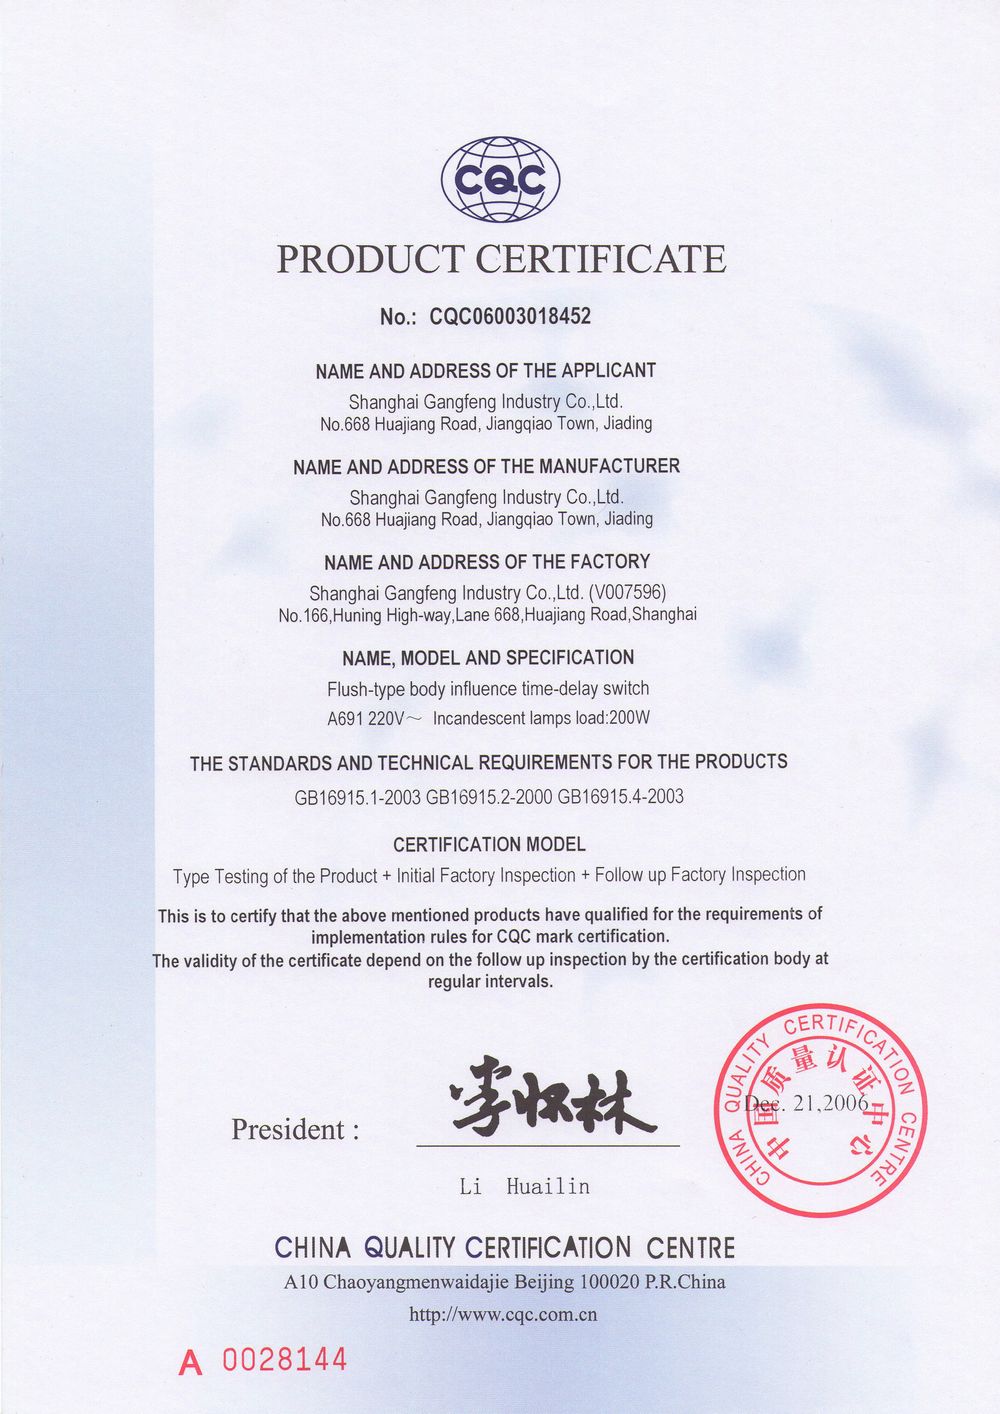 CQC
PRODUCT CERTIFICATE
No.: CQC06003018452
NAME AND ADDRESS OF THE APPLICANT
Shanghai Gangfeng Industry Co.,Ltd.
No.668 Huajiang Road, Jiangqiao Town, Jiading
NAME AND ADDRESS OF THE MANUFACTURER
Shanghai Gangfeng Industry Co.,Ltd.
No.668 Huajiang Road, Jiangqiao Town, Jiading
NAME AND ADDRESS OF THE FACTORY
Shanghai Gangfeng Industry Co.,Ltd. (V007596)
No.166,Huning High-way,Lane 668,Huajiang Road,Shanghai
NAME, MODEL AND SPECIFICATION
Flush-type body influence time-delay switch
A691 220V～ Incandescent lamps load:200W
THE STANDARDS AND TECHNICAL REQUIREMENTS FOR THE PRODUCTS
GB16915.1-2003 GB16915.2-2000 GB16915.4-2003
CERTIFICATION MODEL
Type Testing of the Product + Initial Factory Inspection + Follow up Factory Inspection
This is to certify that the above mentioned products have qualified for the requirements of
implementation rules for CQC mark certification.
The validity of the certificate depend on the follow up inspection by the certification body at
regular intervals.
CHINA QUALITY CERTIFICATION CENTRE
中国质量认证中心
Dec. 21,2006
President :
李怀林
Li Huailin
CHINA QUALITY CERTIFICATION CENTRE
A10 Chaoyangmenwaidajie Beijing 100020 P.R.China
http://www.cqc.com.cn
A 0028144